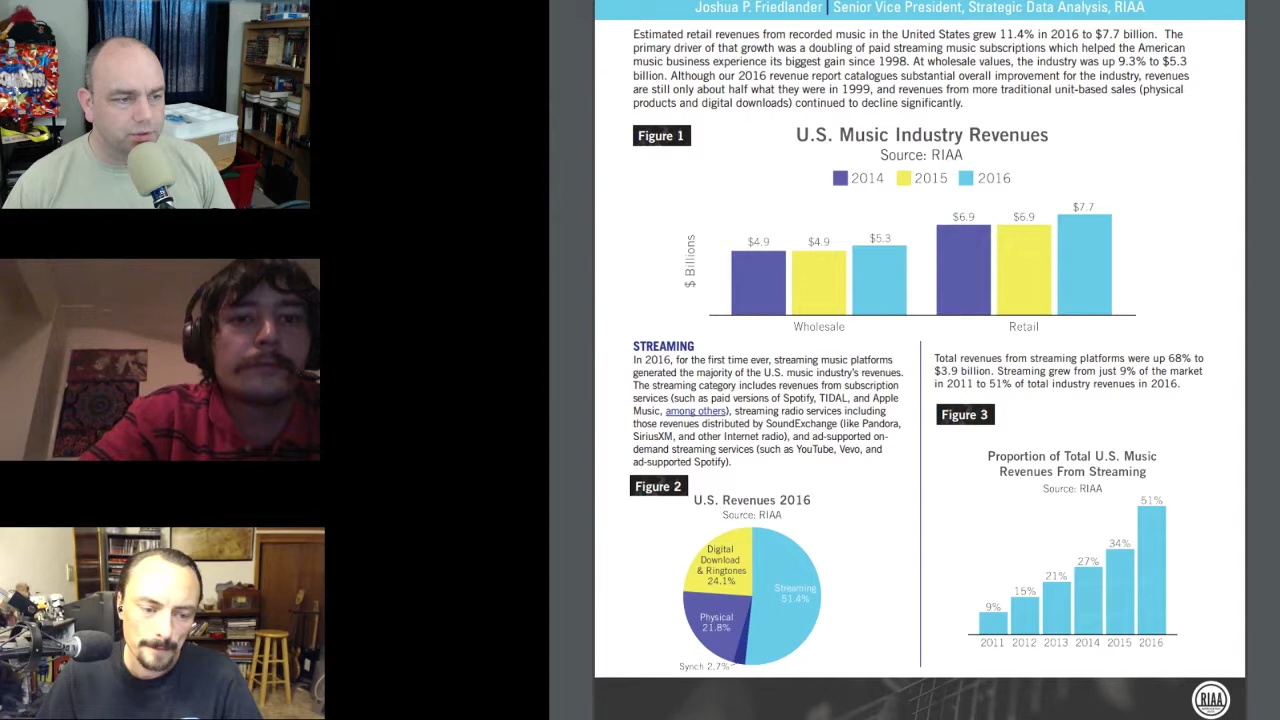 Joshua P. Friedlander | Senior Vice President, Strategic Data Analysis, RIAA
Estimated retail revenues from recorded music in the United States grew 11.4% in 2016 to $7.7 billion. The
primary driver of that growth was a doubling of paid streaming music subscriptions which helped the American
music business experience its biggest gain since 1998. At wholesale values, the industry was up 9.3% to $5.3
billion. Although our 2016 revenue report catalogues substantial overall improvement for the industry, revenues
are still only about half what they were in 1999, and revenues from more traditional unit-based sales (physical
products and digital downloads) continued to decline significantly.
Figure 1
U.S. Music Industry Revenues
Source: RIAA
2014 2015 2016
$ Billions
$4.9 $4.9 $5.3 $6.9 $6.9 $7.7
Wholesale Retail
STREAMING
In 2016, for the first time ever, streaming music platforms
generated the majority of the U.S. music industry's revenues.
The streaming category includes revenues from subscription
services (such as paid versions of Spotify, TIDAL, and Apple
Music, among others), streaming radio services including
those revenues distributed by SoundExchange (like Pandora,
SiriusXM, and other Internet radio), and ad-supported on-
demand streaming services (such as YouTube, Vevo, and
ad-supported Spotify).
Figure 2
U.S. Revenues 2016
Source: RIAA
Digital
Download
& Ringtones
24.1%
Streaming
51.4%
Physical
21.8%
Synch 2.7%
Total revenues from streaming platforms were up 68% to
$3.9 billion. Streaming grew from just 9% of the market
in 2011 to 51% of total industry revenues in 2016.
Figure 3
Proportion of Total U.S. Music
Revenues From Streaming
Source: RIAA
9% 15% 21% 27% 34% 51%
2011 2012 2013 2014 2015 2016
RIAA